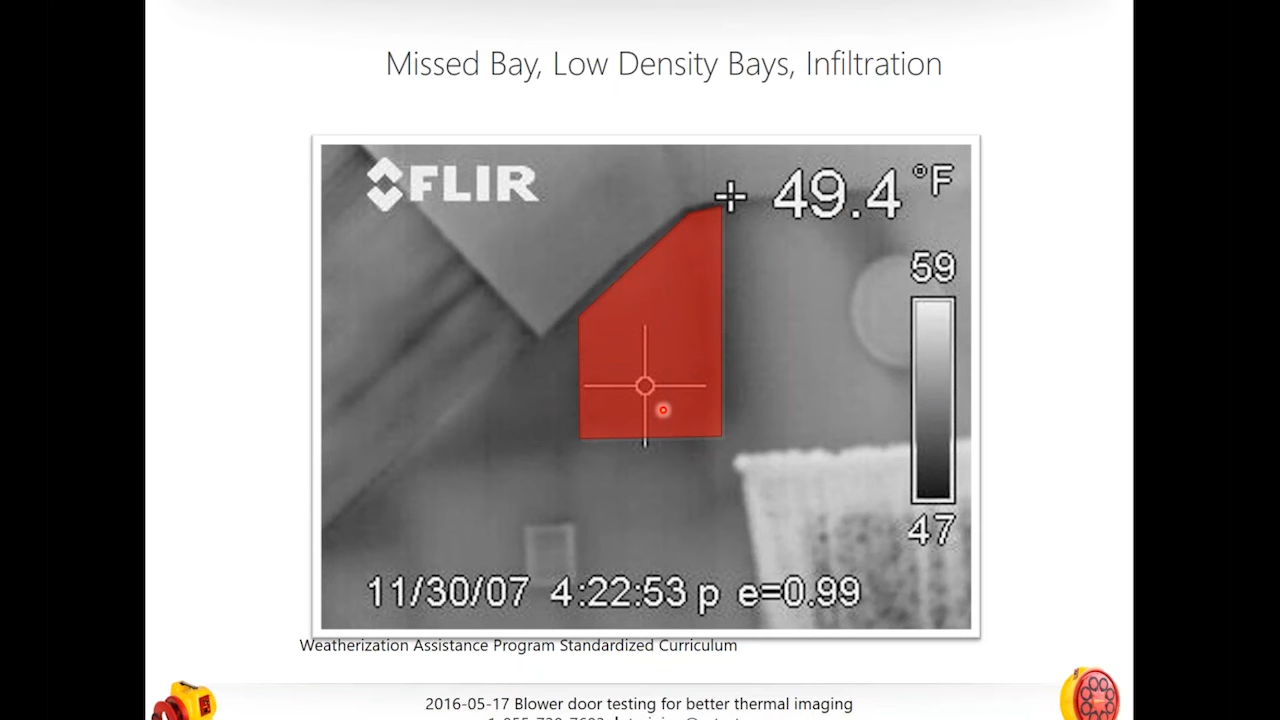 Missed Bay, Low Density Bays, Infiltration
FLIR
49.4 °F
59
47
11/30/07 4:22:53 p e=0.99
Weatherization Assistance Program Standardized Curriculum
2016-05-17 Blower door testing for better thermal imaging